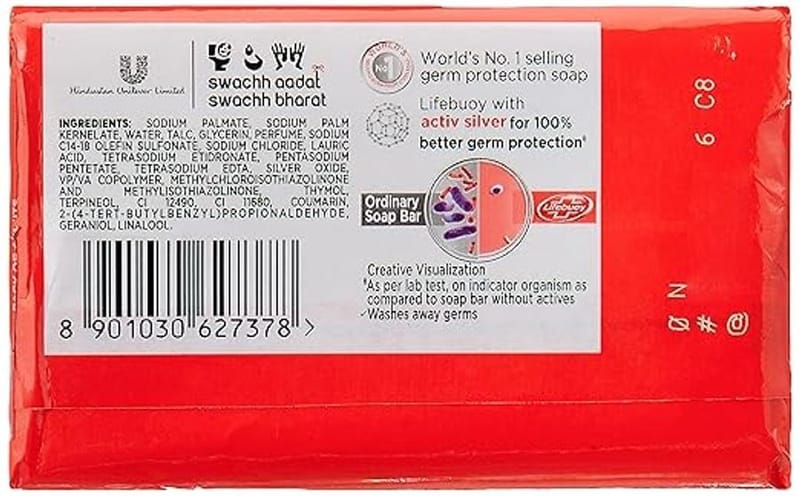 Hindustan Unilever Limited
swachh aadat
swachh bharat
INGREDIENTS: SODIUM PALMATE, SODIUM PALM
KERNELATE, WATER, TALC, GLYCERIN, PERFUME, SODIUM
C14-18 OLEFIN SULFONATE, SODIUM CHLORIDE, LAURIC
ACID, TETRASODIUM ETIDRONATE, PENTASODIUM
PENTETATE, TETRASODIUM EDTA, SILVER OXIDE,
VP/VA COPOLYMER, METHYLCHLOROISOTHIAZOLINONE
AND METHYLISOTHIAZOLINONE, THYMOL,
TERPINEOL, CI 12490, CI 11680, COUMARIN,
2-(4-TERT-BUTYLBENZYL)PROPIONALDEHYDE,
GERANIOL, LINALOOL.
8 901030 627378 >
WORLD'S
No 1
World's No. 1 selling
germ protection soap
Lifebuoy with
activ silver for 100%
better germ protection*
Ordinary
Soap Bar
Lifebuoy
Creative Visualization
*As per lab test, on indicator organism as
compared to soap bar without actives
✓Washes away germs
6 C8
Ø N
#
@